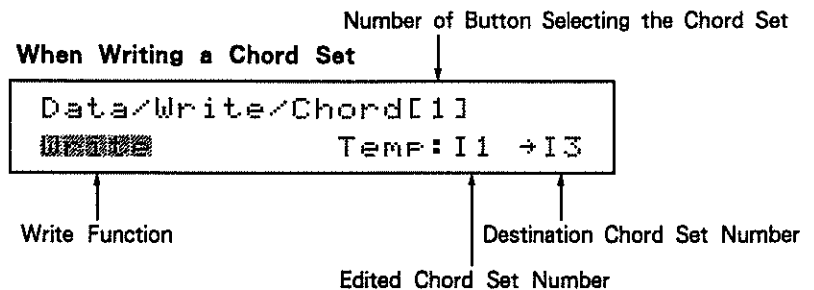 Number of Button Selecting the Chord Set
When Writing a Chord Set
Data/Write/Chord[1]
Write Temp:I1 →I3
Write Function
Destination Chord Set Number
Edited Chord Set Number